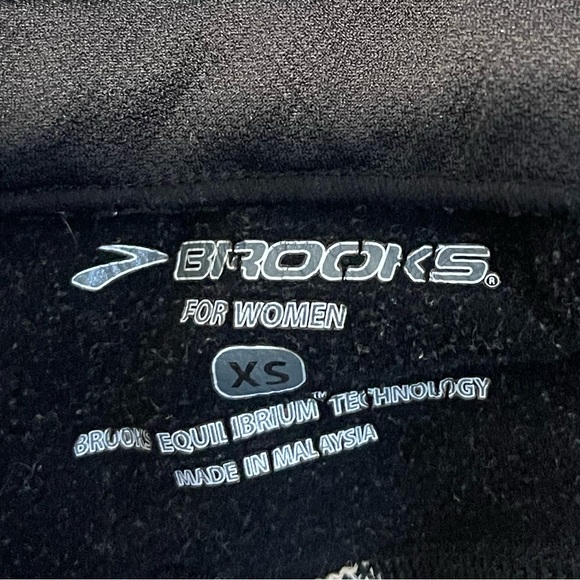 BROOKS®
FOR WOMEN
XS
BROOKS EQUILIBRIUM™ TECHNOLOGY
MADE IN MALAYSIA